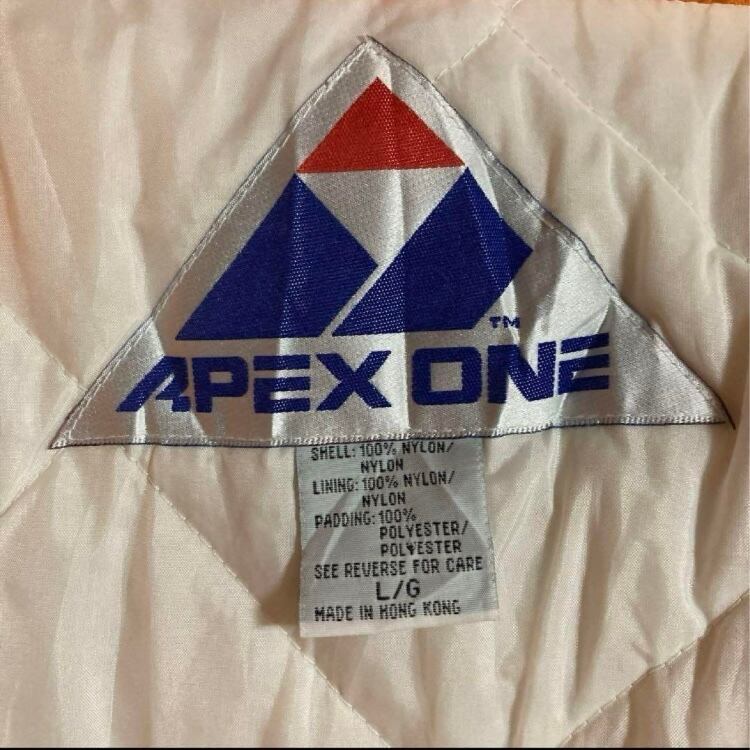 TM
APEX ONE
SHELL: 100% NYLON/
NYLON
LINING: 100% NYLON/
NYLON
PADDING: 100%
POLYESTER/
POLYESTER
SEE REVERSE FOR CARE
L/G
MADE IN HONG KONG